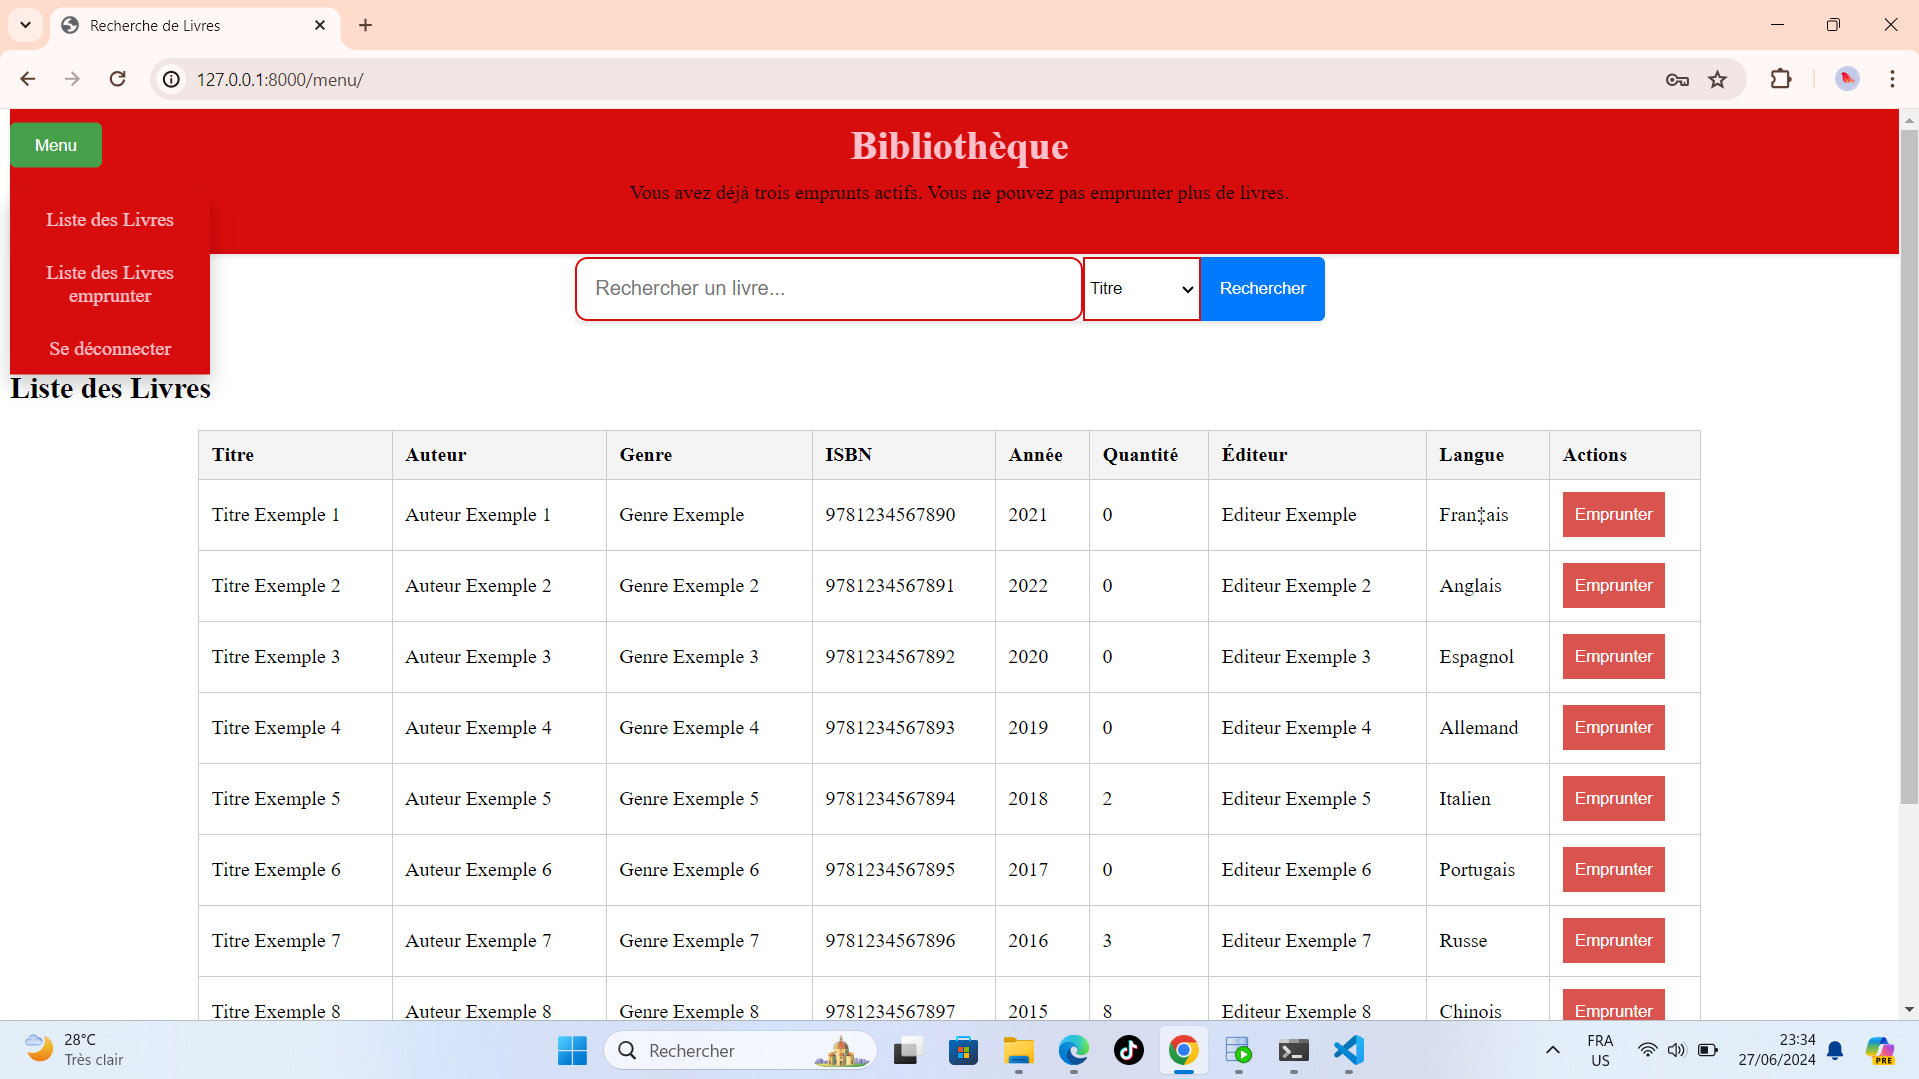 Recherche de Livres
127.0.0.1:8000/menu/
Menu
Bibliothèque
Vous avez déjà trois emprunts actifs. Vous ne pouvez pas emprunter plus de livres.
Liste des Livres
Liste des Livres
emprunter
Se déconnecter
Rechercher un livre...
Titre
Rechercher
Liste des Livres
Titre Auteur Genre ISBN Année Quantité Éditeur Langue Actions
Titre Exemple 1 Auteur Exemple 1 Genre Exemple 9781234567890 2021 0 Editeur Exemple Fran‡ais Emprunter
Titre Exemple 2 Auteur Exemple 2 Genre Exemple 2 9781234567891 2022 0 Editeur Exemple 2 Anglais Emprunter
Titre Exemple 3 Auteur Exemple 3 Genre Exemple 3 9781234567892 2020 0 Editeur Exemple 3 Espagnol Emprunter
Titre Exemple 4 Auteur Exemple 4 Genre Exemple 4 9781234567893 2019 0 Editeur Exemple 4 Allemand Emprunter
Titre Exemple 5 Auteur Exemple 5 Genre Exemple 5 9781234567894 2018 2 Editeur Exemple 5 Italien Emprunter
Titre Exemple 6 Auteur Exemple 6 Genre Exemple 6 9781234567895 2017 0 Editeur Exemple 6 Portugais Emprunter
Titre Exemple 7 Auteur Exemple 7 Genre Exemple 7 9781234567896 2016 3 Editeur Exemple 7 Russe Emprunter
Titre Exemple 8 Auteur Exemple 8 Genre Exemple 8 9781234567897 2015 8 Editeur Exemple 8 Chinois Emprunter
28°C
Très clair
Rechercher
PRE
FRA
US
23:34
27/06/2024